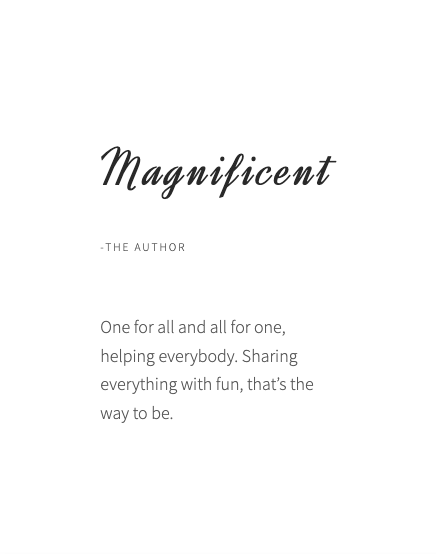 Magnificent
-THE AUTHOR
One for all and all for one,
helping everybody. Sharing
everything with fun, that’s the
way to be.